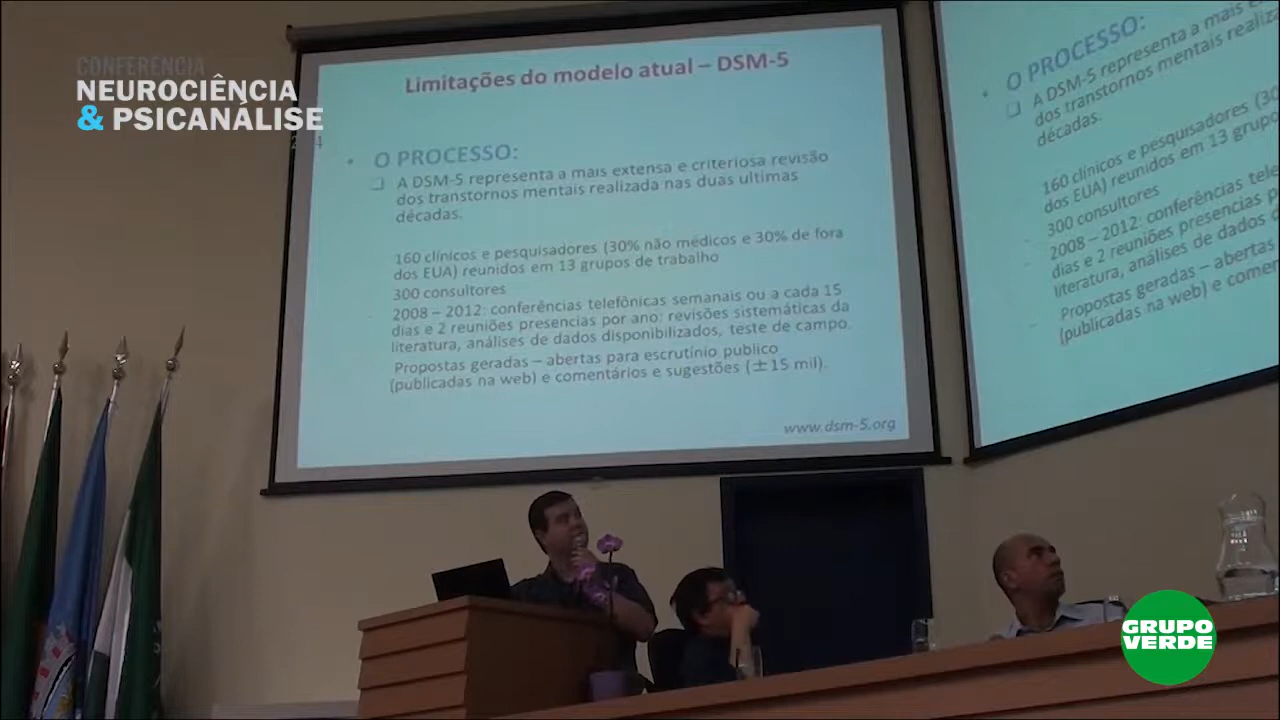 CONFERÊNCIA
NEUROCIÊNCIA
& PSICANÁLISE
Limitações do modelo atual – DSM-5
• O PROCESSO:
❑ A DSM-5 representa a mais extensa e criteriosa revisão
dos transtornos mentais realizada nas duas ultimas
décadas.
160 clínicos e pesquisadores (30% não médicos e 30% de fora
dos EUA) reunidos em 13 grupos de trabalho
300 consultores
2008 – 2012: conferências telefônicas semanais ou a cada 15
dias e 2 reuniões presencias por ano; revisões sistemáticas da
literatura, análises de dados disponibilizados, teste de campo.
Propostas geradas – abertas para escrutínio publico
(publicadas na web) e comentários e sugestões (±15 mil).
www.dsm-5.org
• O PROCESSO:
❑ A DSM-5 representa a mais
dos transtornos mentais
décadas.
160 clínicos e pesquisadores
dos EUA) reunidos em 13
300 consultores
2008 – 2012: conferências
dias e 2 reuniões presencias
literatura, análises de dados
Propostas geradas – abertas
(publicadas na web) e
GRUPO
VERDE